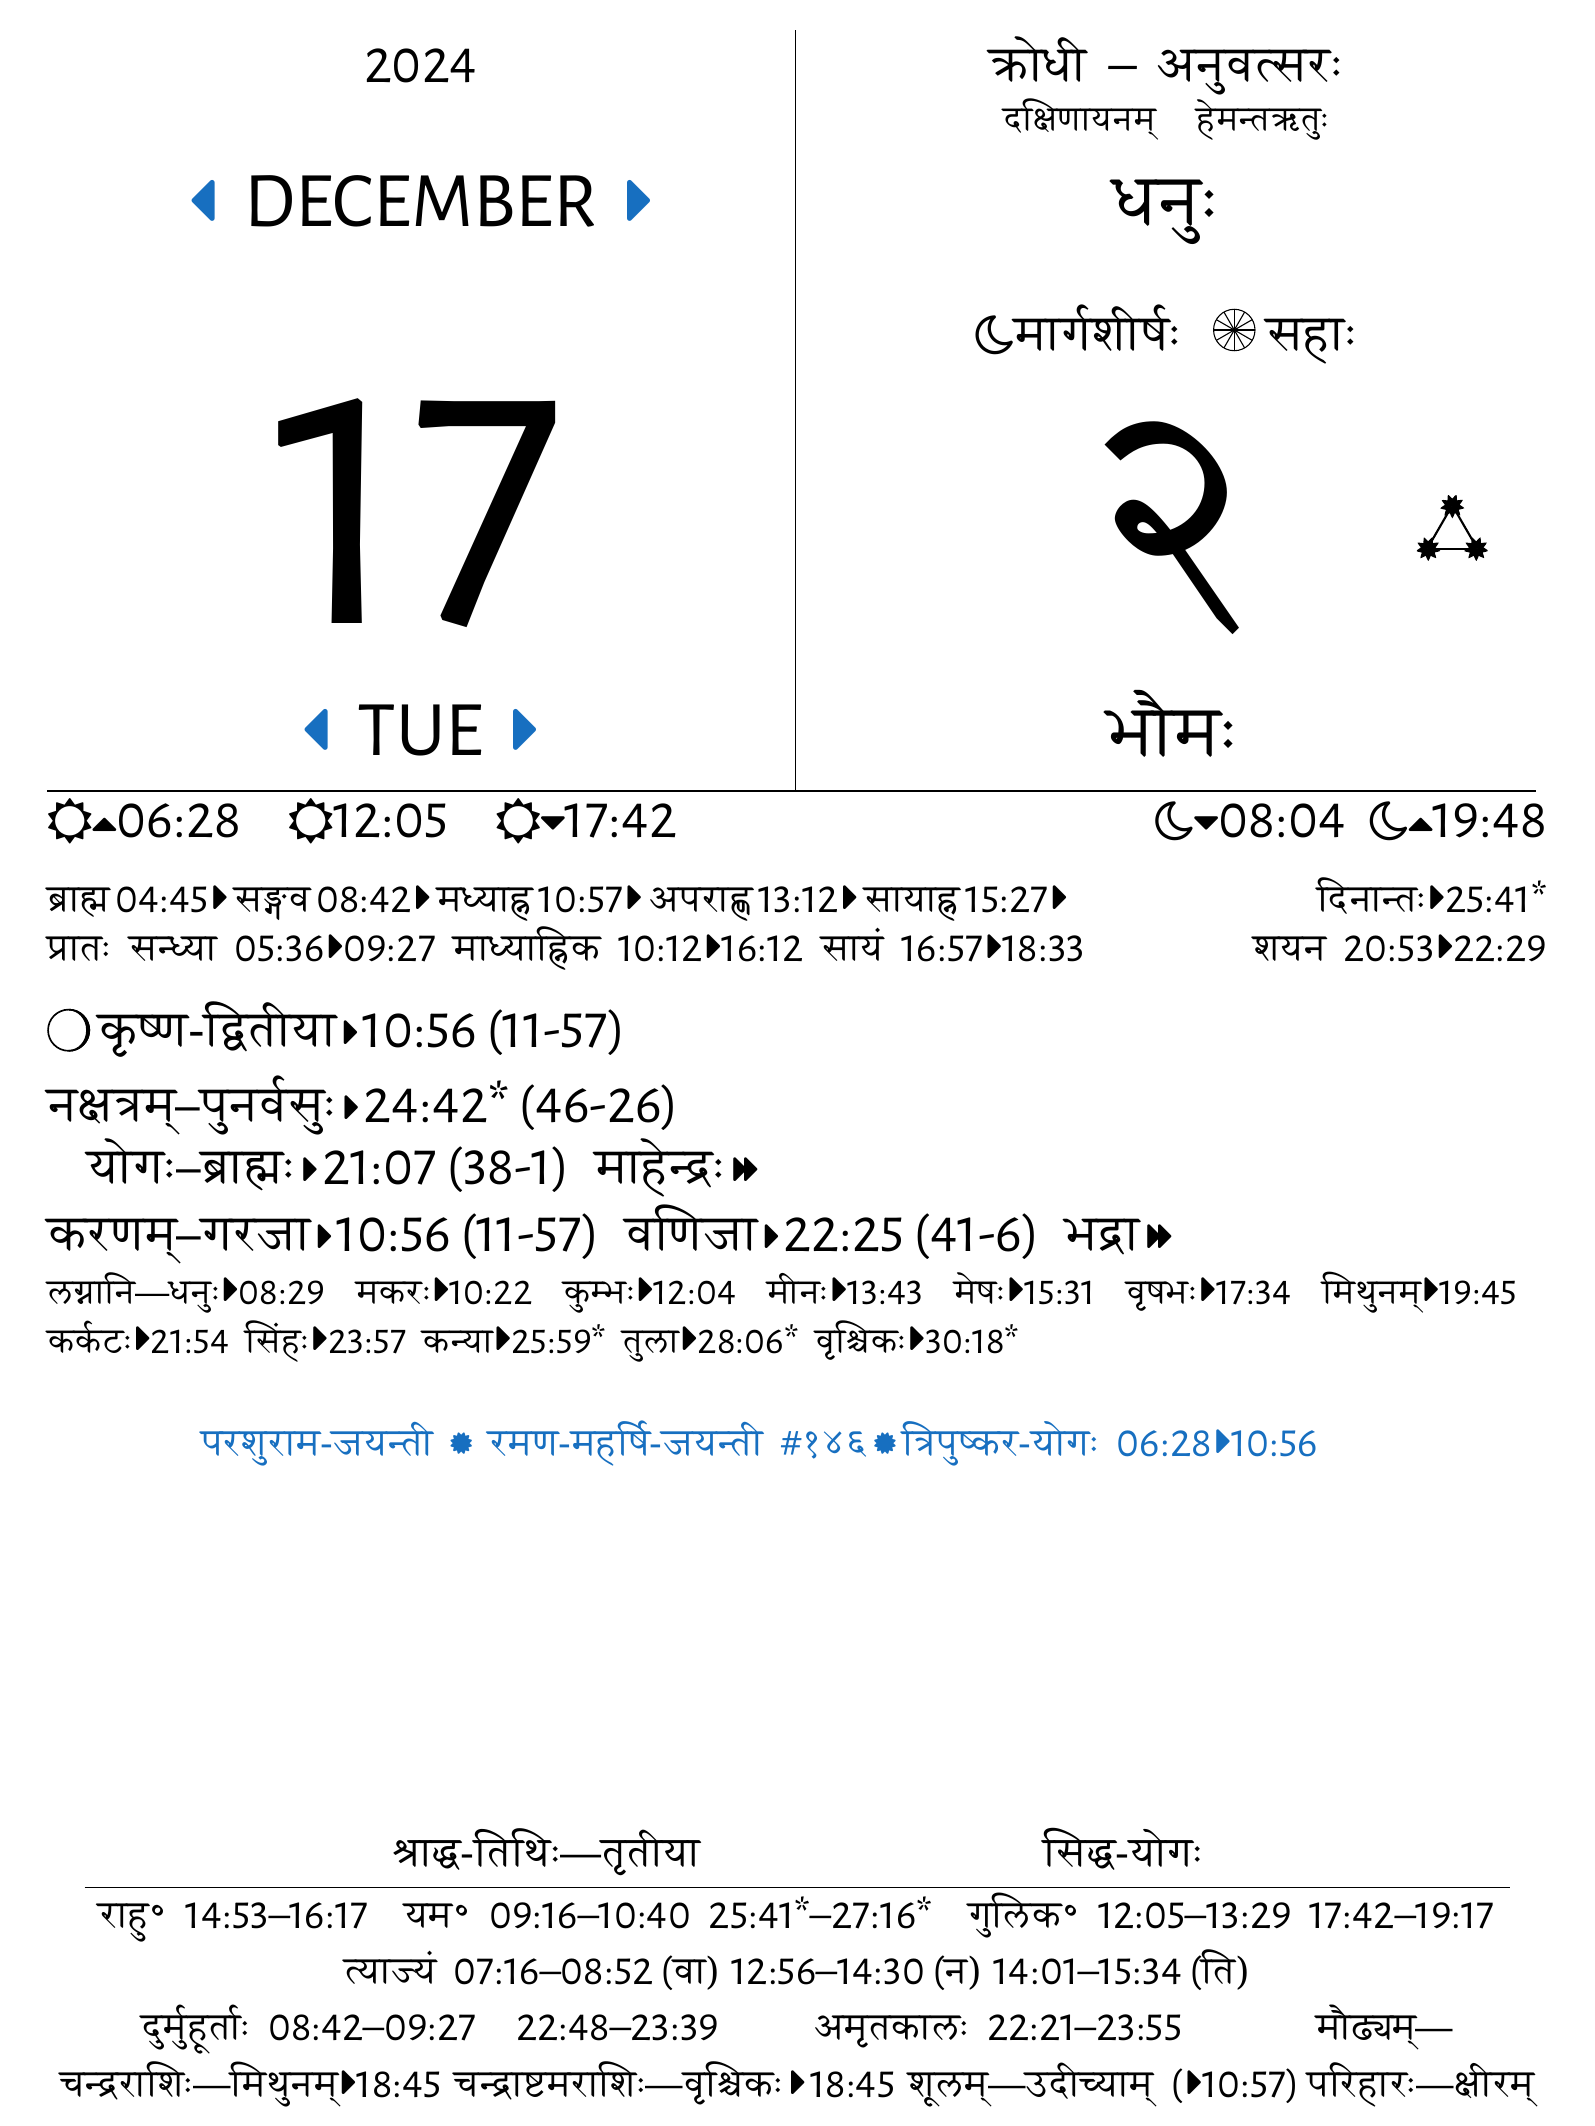 2024
DECEMBER
17
TUE
क्रोधी – अनुवत्सरः
दक्षिणायनम् हेमन्तऋतुः
धनुः
मार्गशीर्षः सहाः
२
भौमः
06:28 12:05 17:42 08:04 19:48
ब्राह्म 04:45 सङ्गव 08:42 मध्याह्न 10:57 अपराह्ण 13:12 सायाह्न 15:27 दिनान्तः 25:41*
प्रातः सन्ध्या 05:36 09:27 माध्याह्निक 10:12 16:12 सायं 16:57 18:33 शयन 20:53 22:29
कृष्ण-द्वितीया 10:56 (11-57)
नक्षत्रम्–पुनर्वसुः 24:42* (46-26)
योगः–ब्राह्मः 21:07 (38-1) माहेन्द्रः
करणम्–गरजा 10:56 (11-57) वणिजा 22:25 (41-6) भद्रा
लग्नानि—धनुः 08:29 मकरः 10:22 कुम्भः 12:04 मीनः 13:43 मेषः 15:31 वृषभः 17:34 मिथुनम् 19:45
कर्कटः 21:54 सिंहः 23:57 कन्या 25:59* तुला 28:06* वृश्चिकः 30:18*
परशुराम-जयन्ती रमण-महर्षि-जयन्ती #१४६ त्रिपुष्कर-योगः 06:28 10:56
श्राद्ध-तिथिः—तृतीया सिद्ध-योगः
राहु॰ 14:53–16:17 यम॰ 09:16–10:40 25:41*–27:16* गुलिक॰ 12:05–13:29 17:42–19:17
त्याज्यं 07:16–08:52 (वा) 12:56–14:30 (न) 14:01–15:34 (ति)
दुर्मुहूर्ताः 08:42–09:27 22:48–23:39 अमृतकालः 22:21–23:55 मौढ्यम्—
चन्द्रराशिः—मिथुनम् 18:45 चन्द्राष्टमराशिः—वृश्चिकः 18:45 शूलम्—उदीच्याम् ( 10:57) परिहारः—क्षीरम्